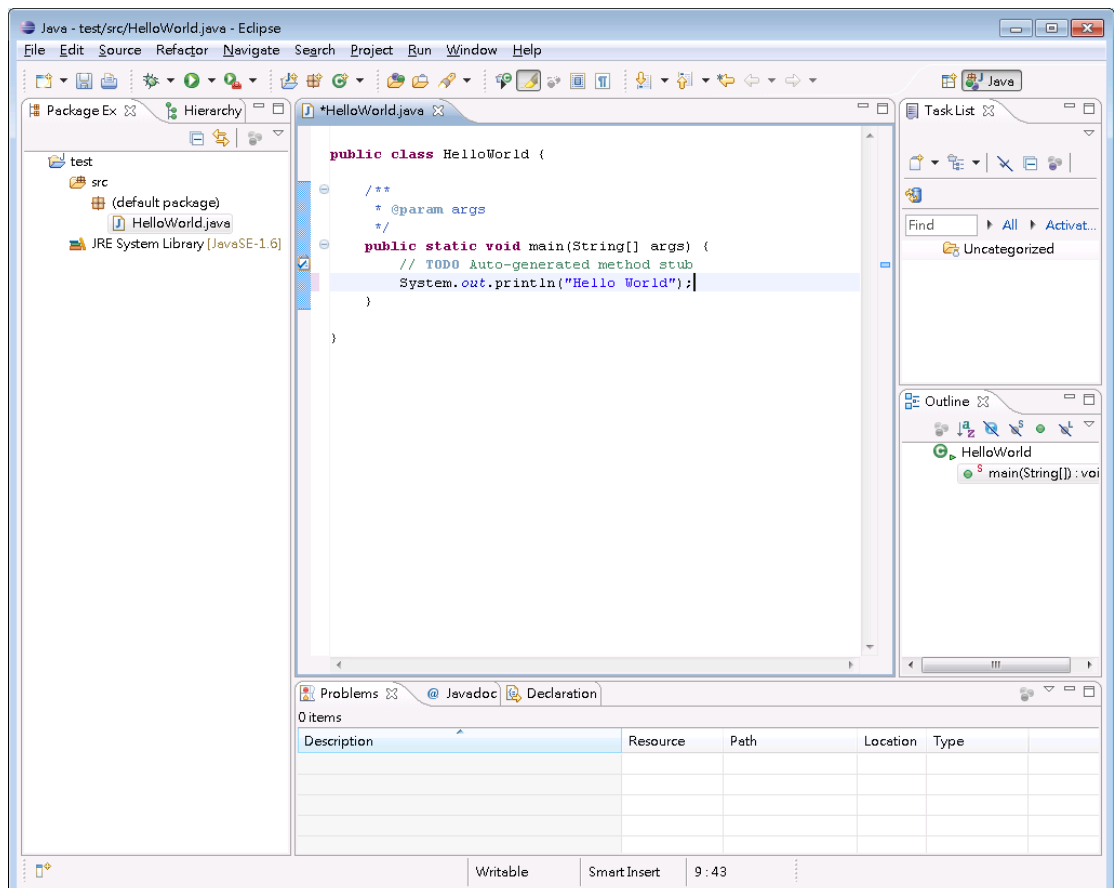 Java - test/src/HelloWorld.java - Eclipse
File Edit Source Refactor Navigate Search Project Run Window Help
Java
Package Ex
Hierarchy
test
src
(default package)
HelloWorld.java
JRE System Library [JavaSE-1.6]
*HelloWorld.java
public class HelloWorld {
/**
* @param args
*/
public static void main(String[] args) {
// TODO Auto-generated method stub
System.out.println("Hello World");
}
}
Task List
Find All Activat...
Uncategorized
Outline
HelloWorld
main(String[]) : voi
Problems @ Javadoc Declaration
0 items
Description Resource Path Location Type
Writable Smart Insert 9 : 43